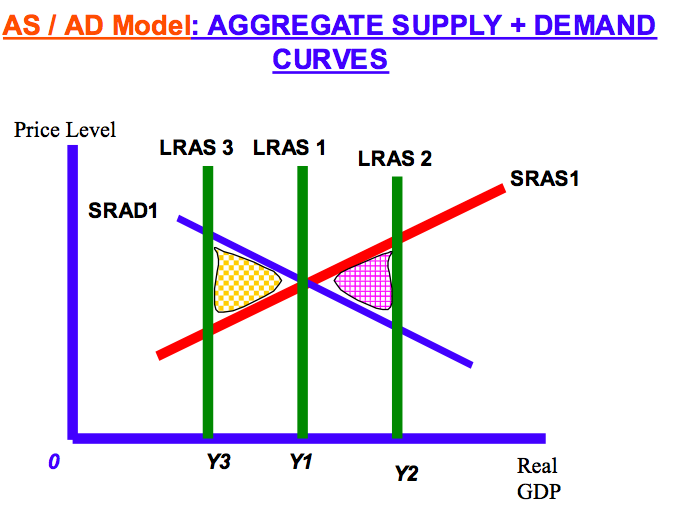 AS / AD Model: AGGREGATE SUPPLY + DEMAND
CURVES
Price Level
LRAS 3
LRAS 1
LRAS 2
SRAS1
SRAD1
0
Y3
Y1
Y2
Real
GDP